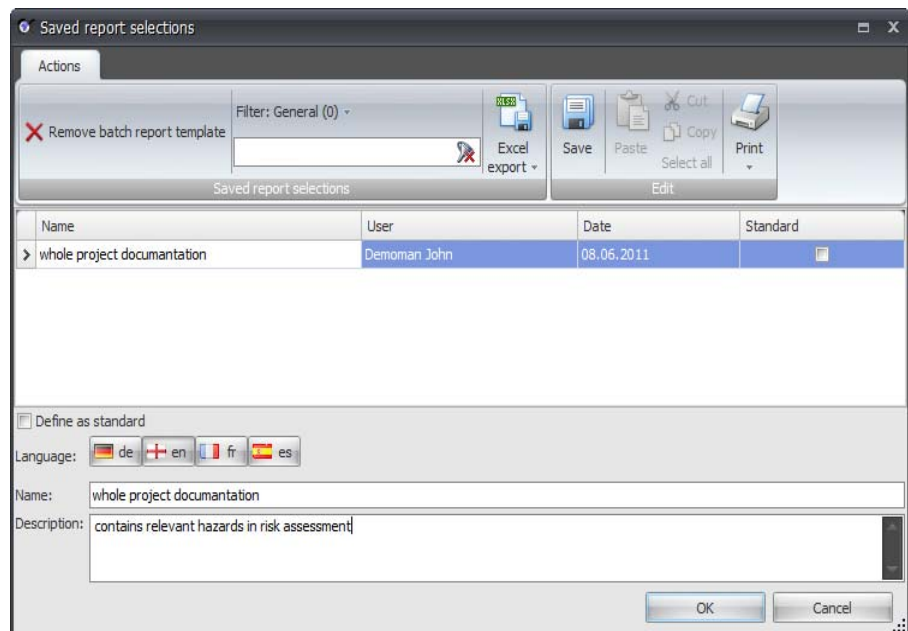 Saved report selections
Actions
Remove batch report template
Filter: General (0)
XLSX
Excel
export
Saved report selections
Save
Paste
Cut
Copy
Select all
Print
Edit
Name User Date Standard
whole project documantation Demoman John 08.06.2011
Define as standard
Language: de en fr es
Name: whole project documantation
Description: contains relevant hazards in risk assessment
OK Cancel